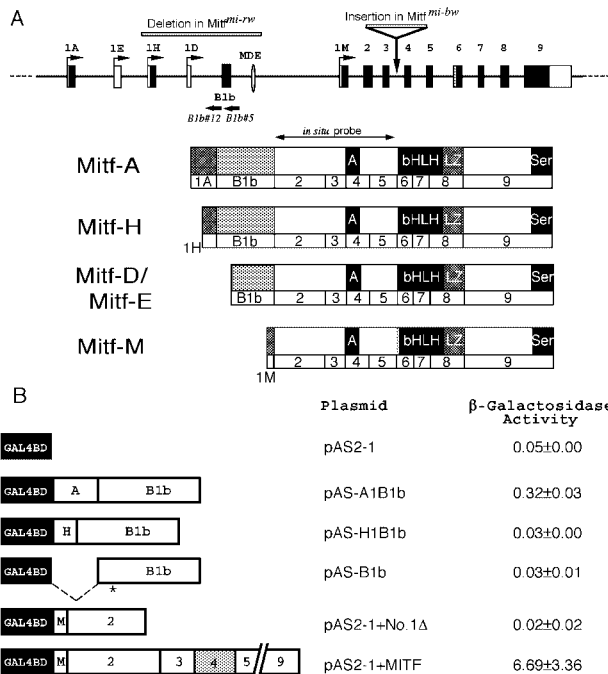 A
Deletion in Mitf mi-rw
Insertion in Mitf mi-bw
1A 1E 1H 1D MDE 1M 2 3 4 5 6 7 8 9
B1b
B1b#12 B1b#5
in situ probe
Mitf-A
A bHLH LZ Ser
1A B1b 2 3 4 5 6 7 8 9
Mitf-H
A bHLH LZ Ser
1H B1b 2 3 4 5 6 7 8 9
Mitf-D/
Mitf-E
A bHLH LZ Ser
B1b 2 3 4 5 6 7 8 9
Mitf-M
A bHLH LZ Ser
1M 2 3 4 5 6 7 8 9
B
Plasmid β-Galactosidase
Activity
GAL4BD pAS2-1 0.05±0.00
GAL4BD A B1b pAS-A1B1b 0.32±0.03
GAL4BD H B1b pAS-H1B1b 0.03±0.00
GAL4BD B1b pAS-B1b 0.03±0.01
*
GAL4BD M 2 pAS2-1+No.1Δ 0.02±0.02
GAL4BD M 2 3 4 5 9 pAS2-1+MITF 6.69±3.36